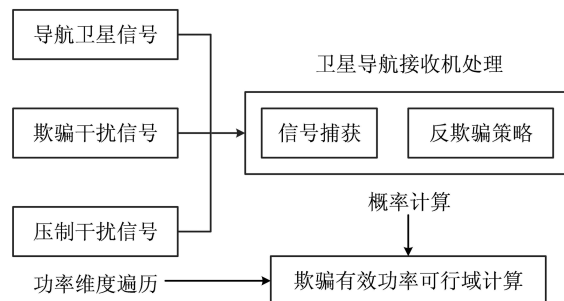 导航卫星信号
卫星导航接收机处理
欺骗干扰信号
信号捕获
反欺骗策略
压制干扰信号
概率计算
功率维度遍历
欺骗有效功率可行域计算